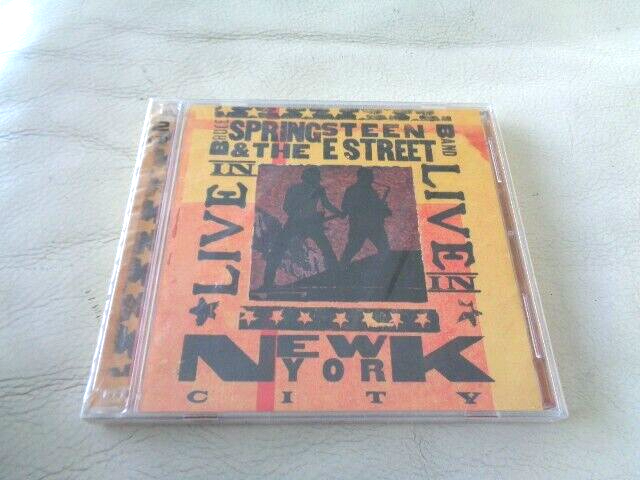 BRUCE SPRINGSTEEN
& THE E STREET BAND
LIVE IN
LIVE IN
NEW YORK
CITY